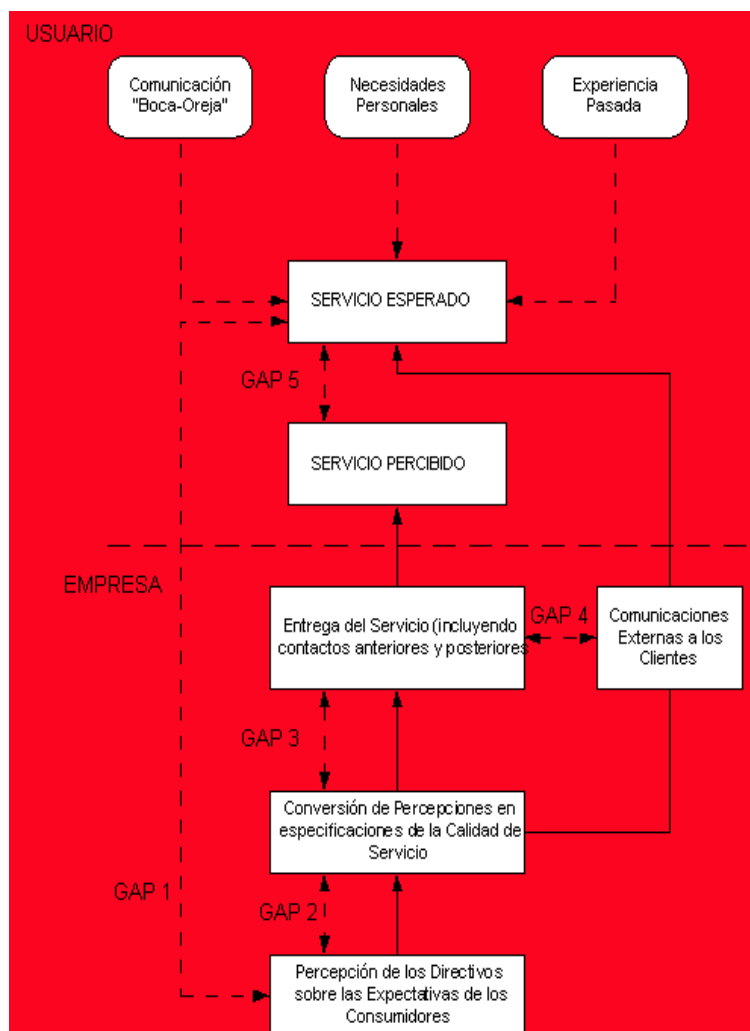 USUARIO
Comunicación
"Boca-Oreja"
Necesidades
Personales
Experiencia
Pasada
SERVICIO ESPERADO
GAP 5
SERVICIO PERCIBIDO
EMPRESA
Entrega del Servicio (incluyendo
contactos anteriores y posteriores
GAP 4
Comunicaciones
Externas a los
Clientes
GAP 3
Conversión de Percepciones en
especificaciones de la Calidad de
Servicio
GAP 1
GAP 2
Percepción de los Directivos
sobre las Expectativas de los
Consumidores